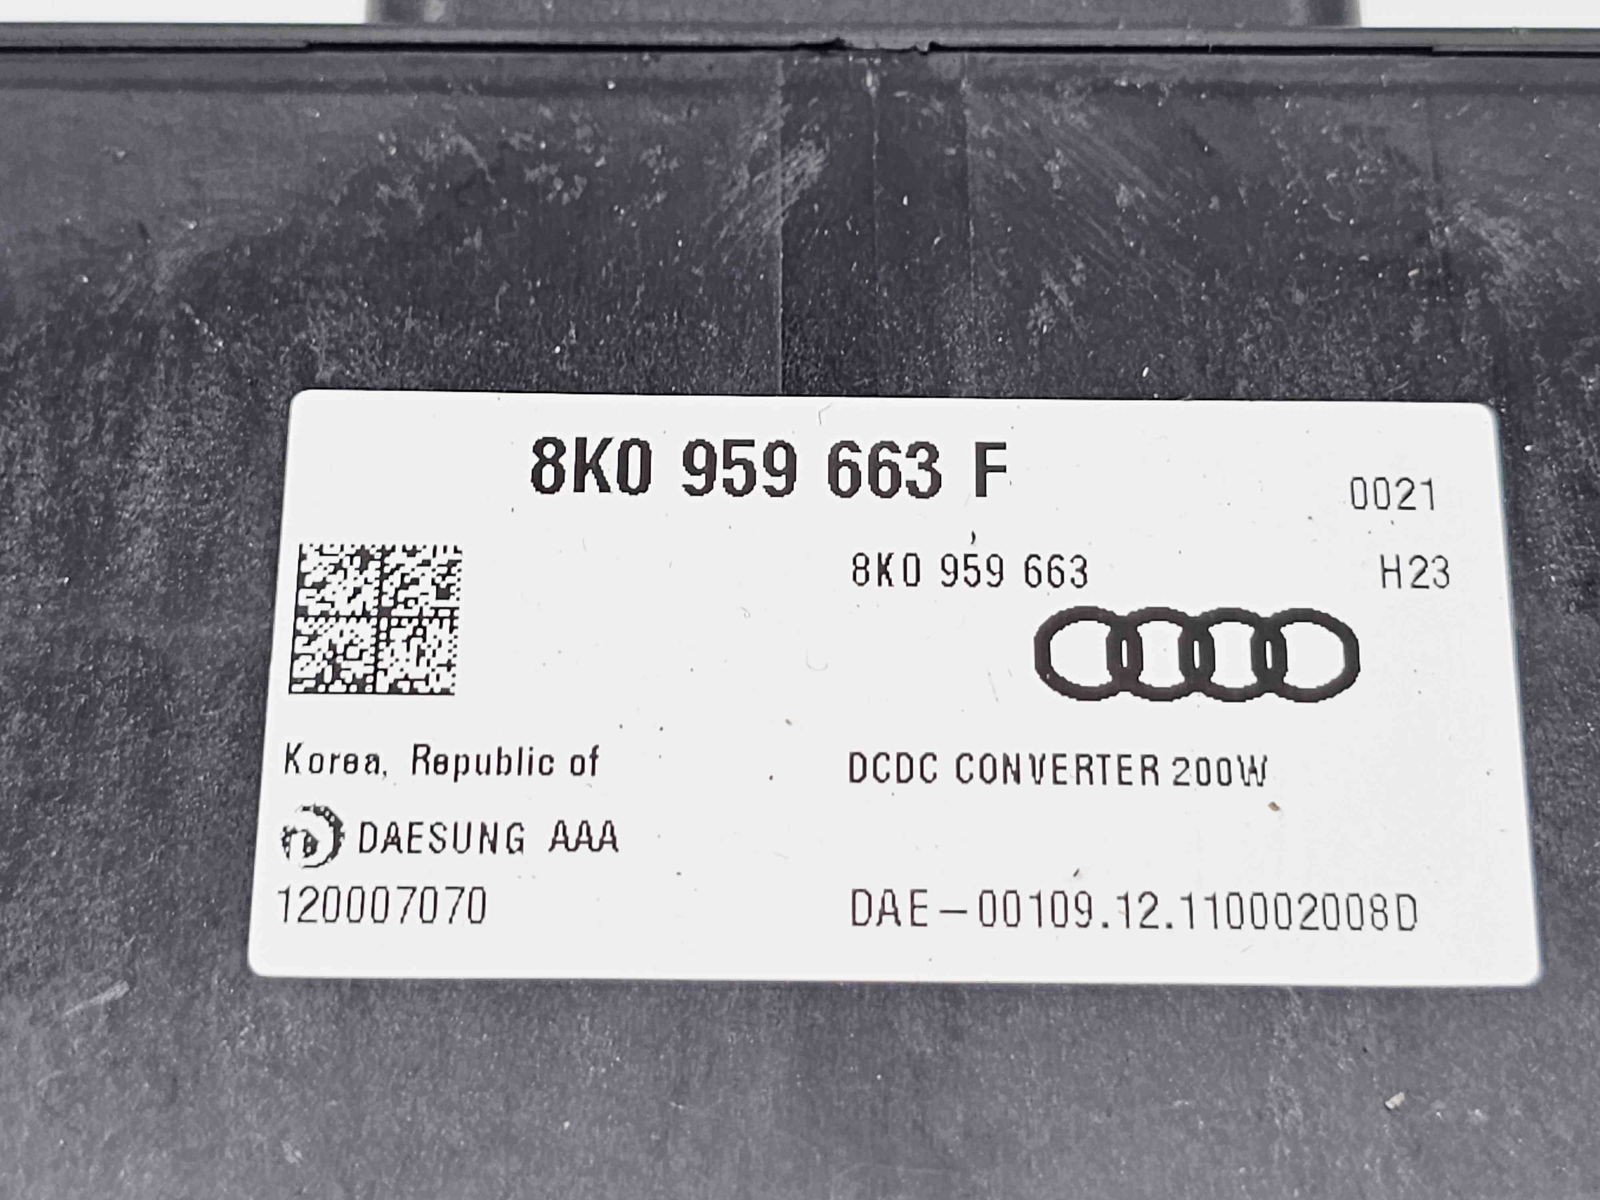 8K0 959 663 F
0021
8K0 959 663
H23
Korea, Republic of
DCDC CONVERTER 200W
DAESUNG AAA
120007070
DAE-00109.12.110002008D